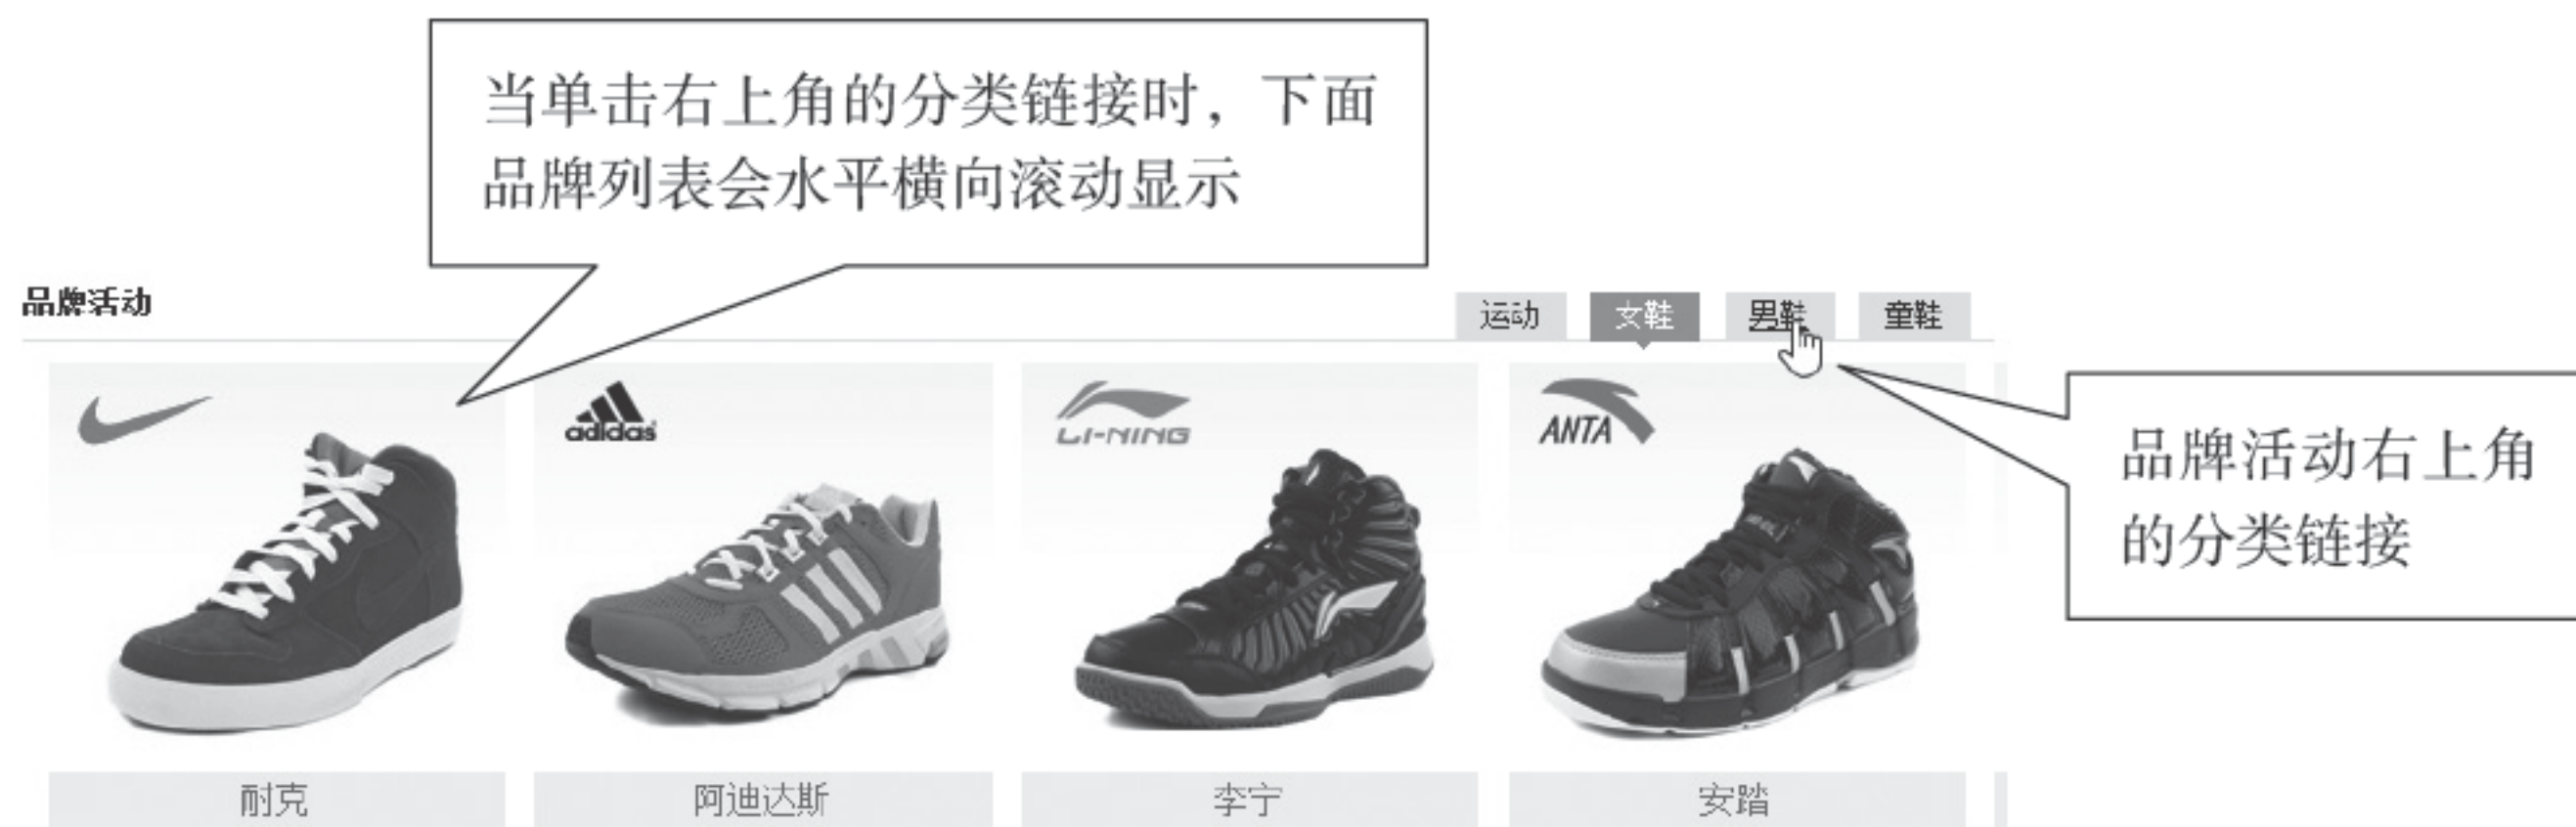 当单击右上角的分类链接时，下面
品牌列表会水平横向滚动显示
品牌活动
运动 女鞋 男鞋 童鞋
adidas
LI-NING
ANTA
品牌活动右上角
的分类链接
耐克 阿迪达斯 李宁 安踏